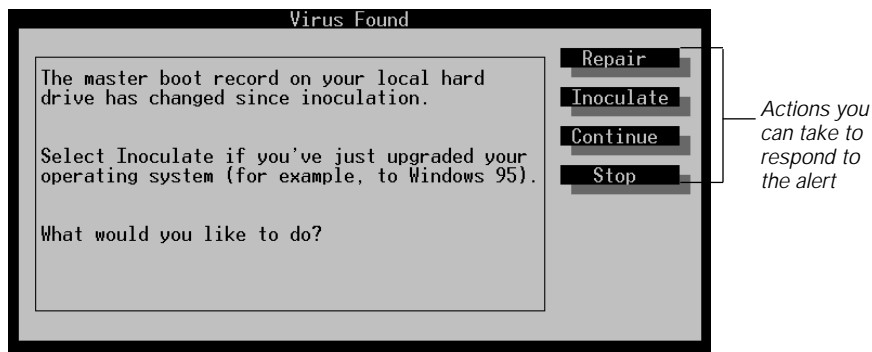 Virus Found
The master boot record on your local hard
drive has changed since inoculation.
Select Inoculate if you've just upgraded your
operating system (for example, to Windows 95).
What would you like to do?
Repair
Inoculate
Continue
Stop
Actions you
can take to
respond to
the alert